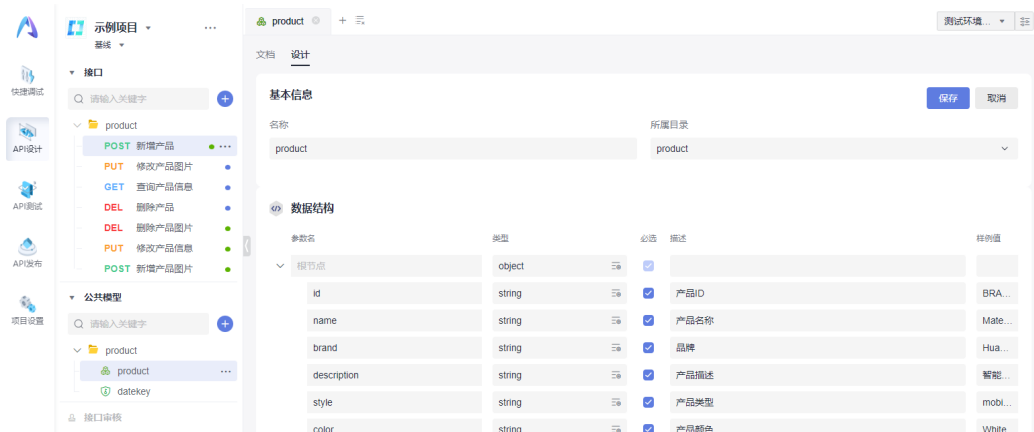 示例项目
基线
快捷调试
API设计
API测试
API发布
项目设置
接口
请输入关键字
product
POST 新增产品
PUT 修改产品图片
GET 查询产品信息
DEL 删除产品
DEL 删除产品图片
PUT 修改产品信息
POST 新增产品图片
公共模型
请输入关键字
product
product
datekey
接口审核
product
测试环境...
文档 设计
基本信息
保存 取消
名称 所属目录
product product
数据结构
参数名 类型 必选 描述 样例值
根节点 object
id string 产品ID BRA...
name string 产品名称 Mate...
brand string 品牌 Hua...
description string 产品描述 智能...
style string 产品类型 mobi...
color string 产品颜色 White